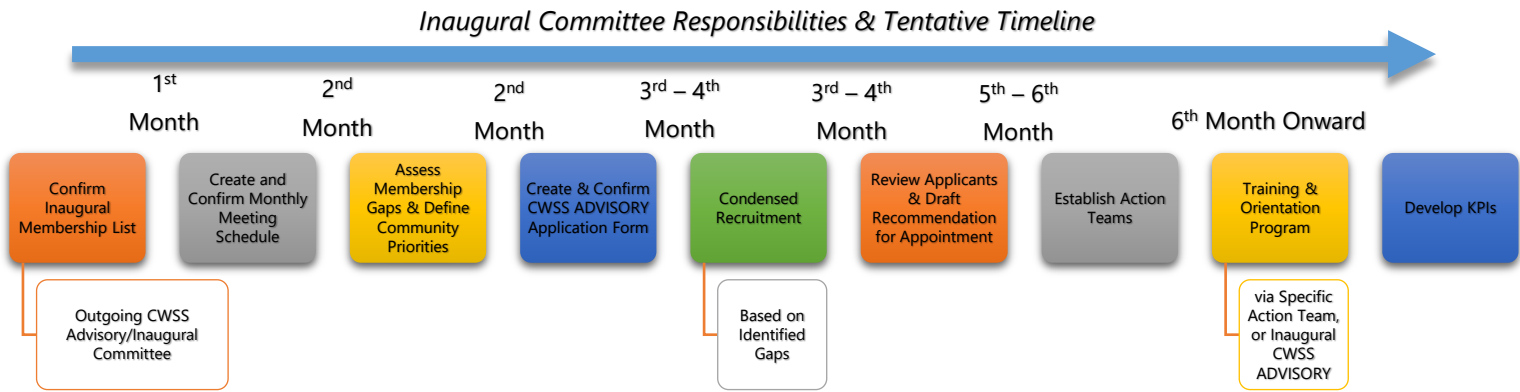 Inaugural Committee Responsibilities & Tentative Timeline
1st
Month
2nd
Month
2nd
Month
3rd – 4th
Month
3rd – 4th
Month
5th – 6th
Month
6th Month Onward
Confirm
Inaugural
Membership List
Create and
Confirm Monthly
Meeting
Schedule
Assess
Membership
Gaps & Define
Community
Priorities
Create & Confirm
CWSS ADVISORY
Application Form
Condensed
Recruitment
Review Applicants
& Draft
Recommendation
for Appointment
Establish Action
Teams
Training &
Orientation
Program
Develop KPIs
Outgoing CWSS
Advisory/Inaugural
Committee
Based on
Identified
Gaps
via Specific
Action Team,
or Inaugural
CWSS
ADVISORY